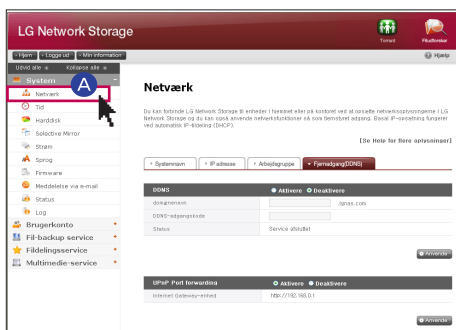 LG Network Storage
Torrent
Filudforsker
Hjem
Logge ud
Min information
Hjælp
Udvid alle
Kollapse alle
System
A
Netværk
Tid
Harddisk
Selective Mirror
Strøm
Sprog
Firmware
Meddelelse via e-mail
Status
Log
Brugerkonto
Fil-backup service
Fildelingsservice
Multimedie-service
Netværk
Du kan forbinde LG Network Storage til enheder i hjemmet eller på kontoret ved at opsætte netværksoplysningerne i LG
Network Storage og du kan også anvende netværksfunktioner så som fjernstyret adgang. Basal IP-opsætning fungerer
ved automatisk IP-tildeling (DHCP).
[Se Help for flere oplysninger]
Systemnavn
IP adresse
Arbejdsgruppe
Fjernadgang(DDNS)
DDNS
Aktivere
Deaktivere
domænenavn
.lgnas.com
DDNS-adgangskode
Status
Service afsluttet
Anvende
UPnP Port forwarding
Aktivere
Deaktivere
Internet Gateway-enhed
http://192.168.0.1
Anvende